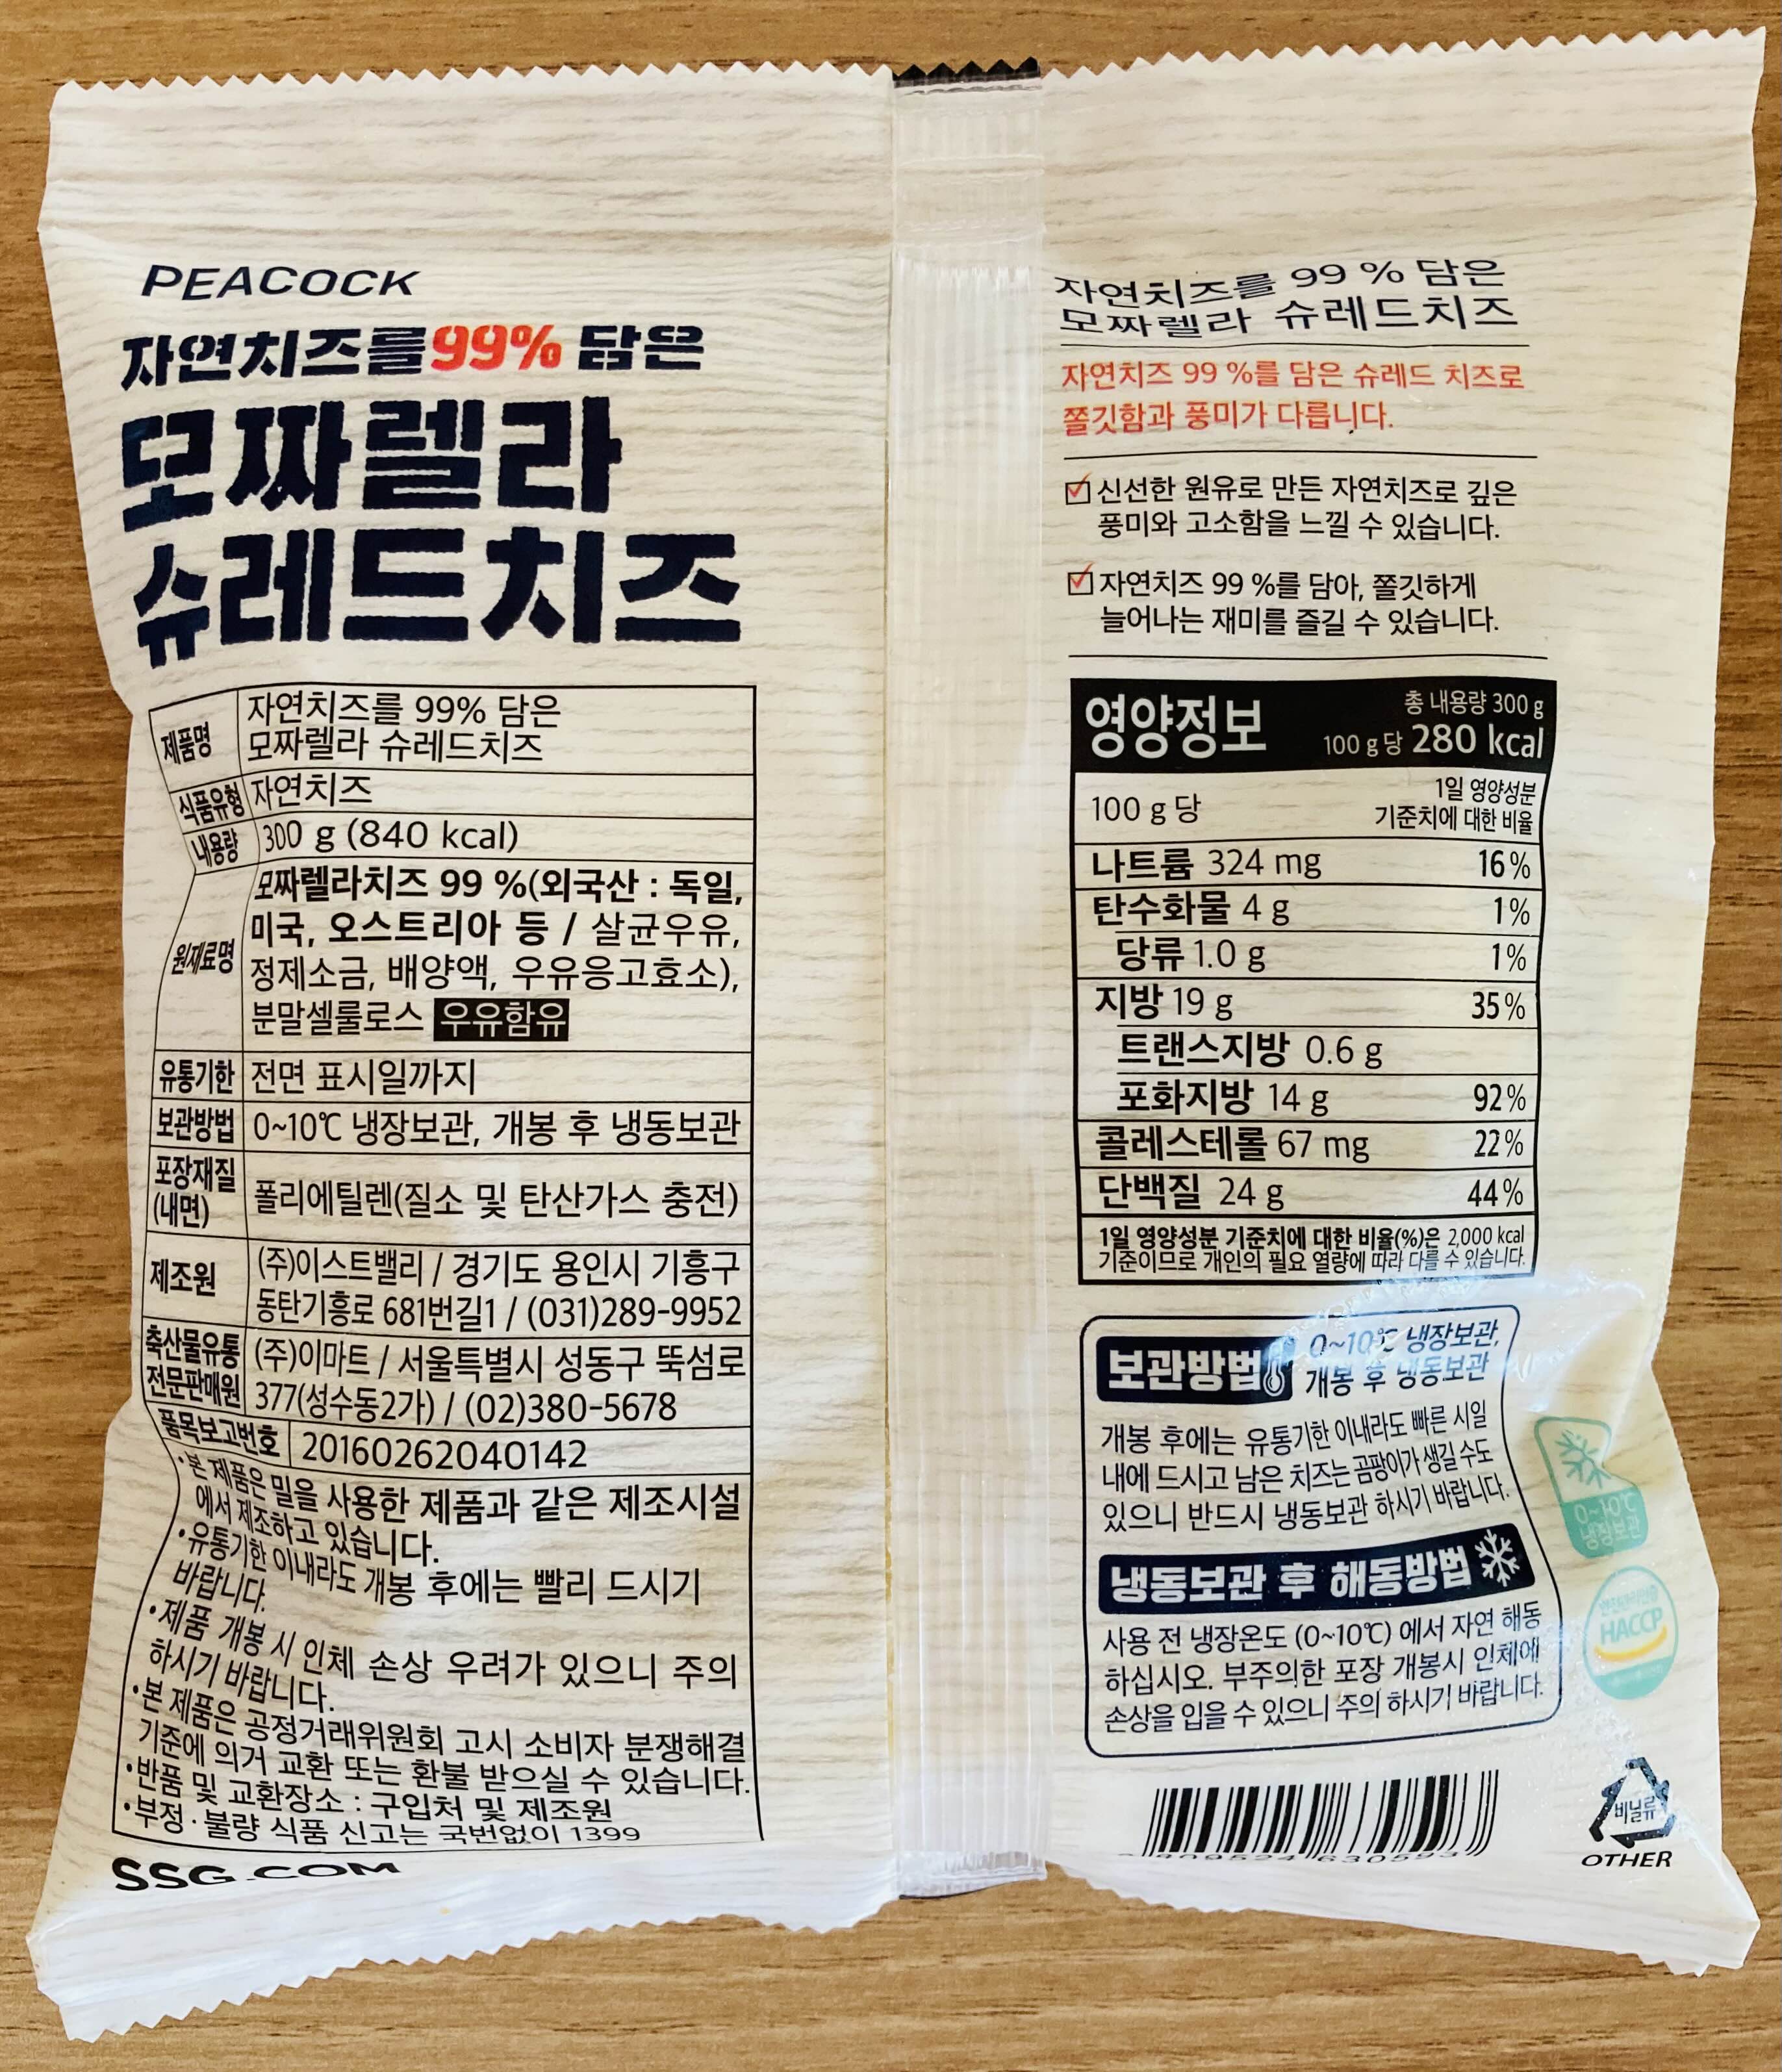 PEACOCK
자연치즈를 99% 담은
모짜렐라
슈레드치즈
제품명
자연치즈를 99% 담은
모짜렐라 슈레드치즈
식품유형 자연치즈
내용량 300 g (840 kcal)
원재료명
모짜렐라치즈 99 %(외국산 : 독일,
미국, 오스트리아 등 / 살균우유,
정제소금, 배양액, 우유응고효소),
분말셀룰로스 우유함유
유통기한 전면 표시일까지
보관방법 0~10℃ 냉장보관, 개봉 후 냉동보관
포장재질
(내면)
폴리에틸렌(질소 및 탄산가스 충전)
제조원
(주)이스트밸리 / 경기도 용인시 기흥구
동탄기흥로 681번길1 / (031)289-9952
축산물유통
전문판매원
(주)이마트 / 서울특별시 성동구 뚝섬로
377(성수동2가) / (02)380-5678
품목보고번호 20160262040142
•본 제품은 밀을 사용한 제품과 같은 제조시설
에서 제조하고 있습니다.
•유통기한 이내라도 개봉 후에는 빨리 드시기
바랍니다.
•제품 개봉 시 인체 손상 우려가 있으니 주의
하시기 바랍니다.
•본 제품은 공정거래위원회 고시 소비자 분쟁해결
기준에 의거 교환 또는 환불 받으실 수 있습니다.
•반품 및 교환장소 : 구입처 및 제조원
•부정 · 불량 식품 신고는 국번없이 1399
SSG.COM
자연치즈를 99 % 담은
모짜렐라 슈레드치즈
자연치즈 99 %를 담은 슈레드 치즈로
쫄깃함과 풍미가 다릅니다.
신선한 원유로 만든 자연치즈로 깊은
풍미와 고소함을 느낄 수 있습니다.
자연치즈 99 %를 담아, 쫄깃하게
늘어나는 재미를 즐길 수 있습니다.
영양정보
총 내용량 300 g
100 g 당 280 kcal
100 g 당
1일 영양성분
기준치에 대한 비율
나트륨 324 mg 16%
탄수화물 4 g 1%
당류 1.0 g 1%
지방 19 g 35%
트랜스지방 0.6 g
포화지방 14 g 92%
콜레스테롤 67 mg 22%
단백질 24 g 44%
1일 영양성분 기준치에 대한 비율(%)은 2,000 kcal
기준이므로 개인의 필요 열량에 따라 다를 수 있습니다.
보관방법
0~10℃ 냉장보관,
개봉 후 냉동보관
개봉 후에는 유통기한 이내라도 빠른 시일
내에 드시고 남은 치즈는 곰팡이가 생길 수도
있으니 반드시 냉동보관 하시기 바랍니다.
0~10℃
냉장보관
냉동보관 후 해동방법
사용 전 냉장온도 (0~10℃) 에서 자연 해동
하십시오. 부주의한 포장 개봉시 인체에
손상을 입을 수 있으니 주의 하시기 바랍니다.
HACCP
비닐류
OTHER